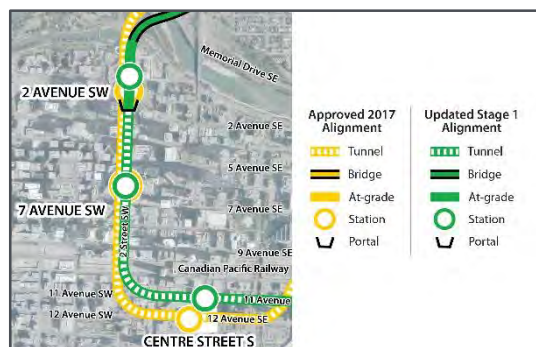 Memorial Drive SE
2 AVENUE SW
2 Avenue SE
5 Avenue SE
7 AVENUE SW
7 Avenue SE
2 Street SW
9 Avenue SE
Canadian Pacific Railway
11 Avenue SW
11 Avenue
12 Avenue SW
12 Avenue SE
CENTRE STREET S
Approved 2017
Alignment
Tunnel
Bridge
At-grade
Station
Portal
Updated Stage 1
Alignment
Tunnel
Bridge
At-grade
Station
Portal